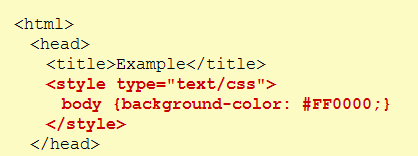 <html>
<head>
<title>Example</title>
<style type="text/css">
body {background-color: #FF0000;}
</style>
</head>